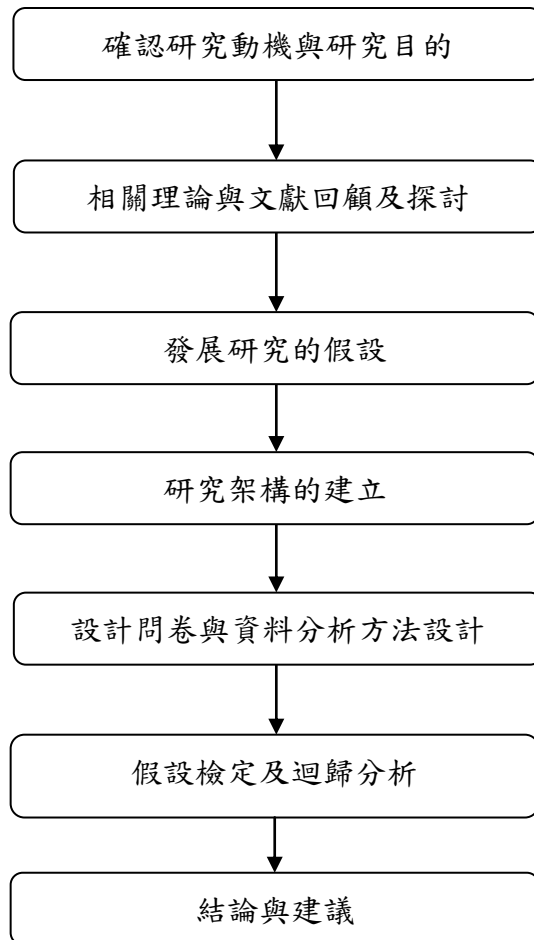 確認研究動機與研究目的
相關理論與文獻回顧及探討
發展研究的假設
研究架構的建立
設計問卷與資料分析方法設計
假設檢定及迴歸分析
結論與建議